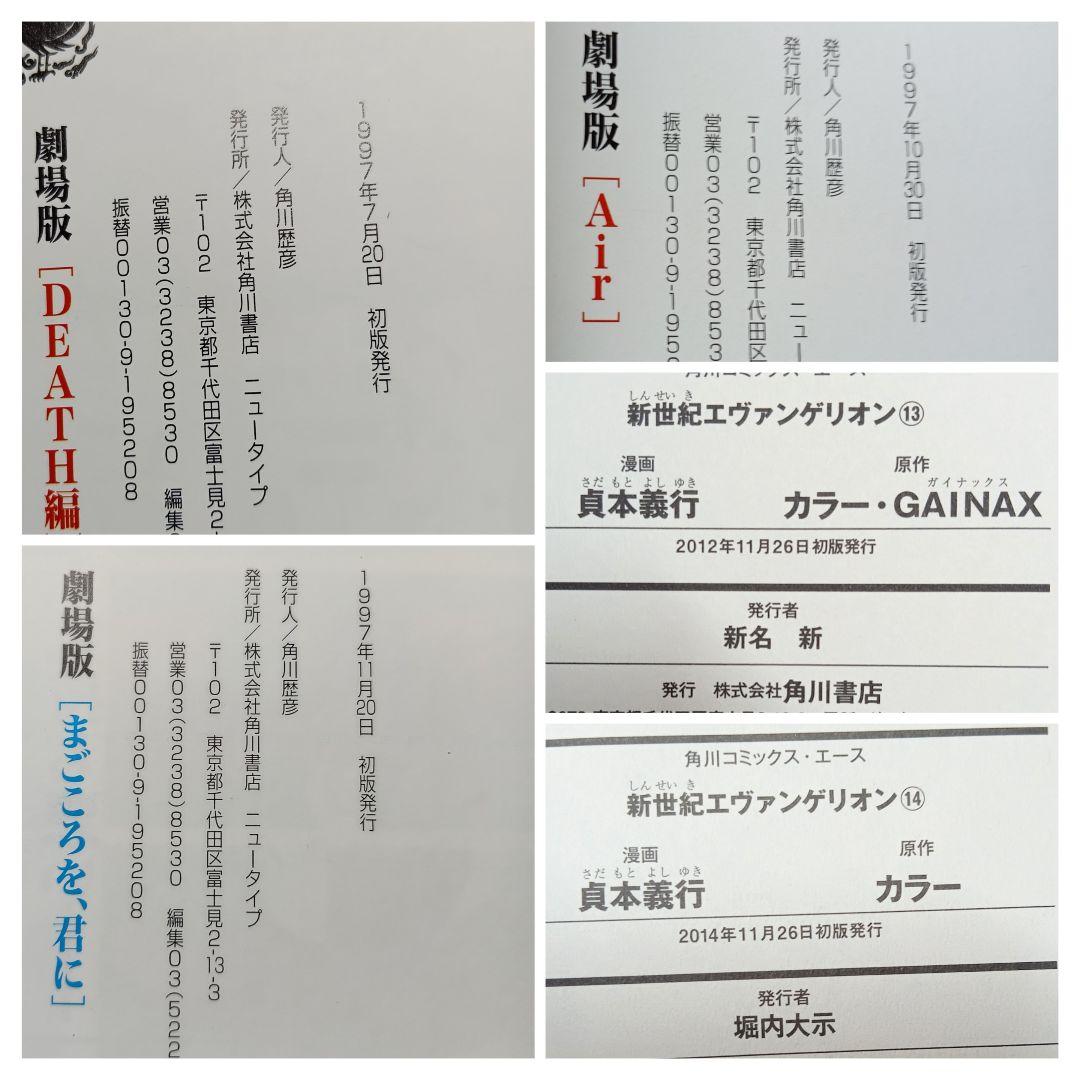 劇場版［DEATH編
1997年7月20日　初版発行
発行人／角川歴彦
発行所／株式会社角川書店　ニュータイプ
〒102　東京都千代田区富士見2-
営業03(3238)8530　編集0
振替00130-9-195208
劇場版［Air］
1997年10月30日　初版発行
発行人／角川歴彦
発行所／株式会社角川書店　ニュー
〒102　東京都千代田区
営業03(3238)853
振替00130-9-195
劇場版［まごころを、君に］
1997年11月20日　初版発行
発行人／角川歴彦
発行所／株式会社角川書店　ニュータイプ
〒102　東京都千代田区富士見2-13-3
営業03(3238)8530　編集03(522
振替00130-9-195208
角川コミックス・エース
しんせいき
新世紀エヴァンゲリオン⑬
漫画　原作
さだもとよしゆき　ガイナックス
貞本義行　カラー・GAINAX
2012年11月26日初版発行
発行者
新名　新
発行　株式会社角川書店
角川コミックス・エース
しんせいき
新世紀エヴァンゲリオン⑭
漫画　原作
さだもとよしゆき
貞本義行　カラー
2014年11月26日初版発行
発行者
堀内大示